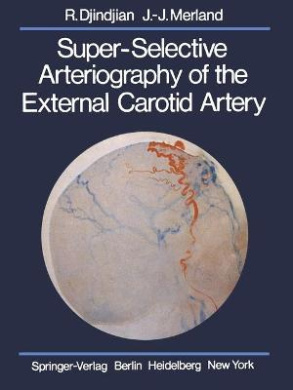 R.Djindjian J.-J.Merland
Super-Selective
Arteriography of the
External Carotid Artery
Springer-Verlag Berlin Heidelberg New York